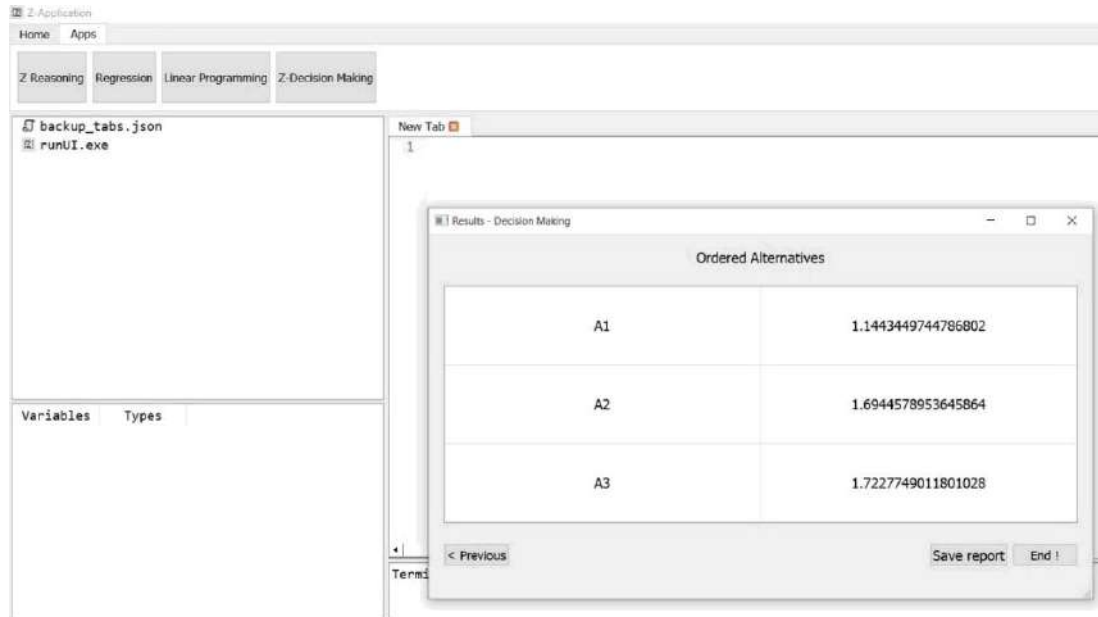 Z-Application
Home Apps
Z Reasoning Regression Linear Programming Z-Decision Making
backup_tabs.json
runUI.exe
New Tab
1
Results - Decision Making
Ordered Alternatives
A1 1.1443449744786802
A2 1.6944578953645864
A3 1.7227749011801028
< Previous Save report End !
Variables Types
Termi